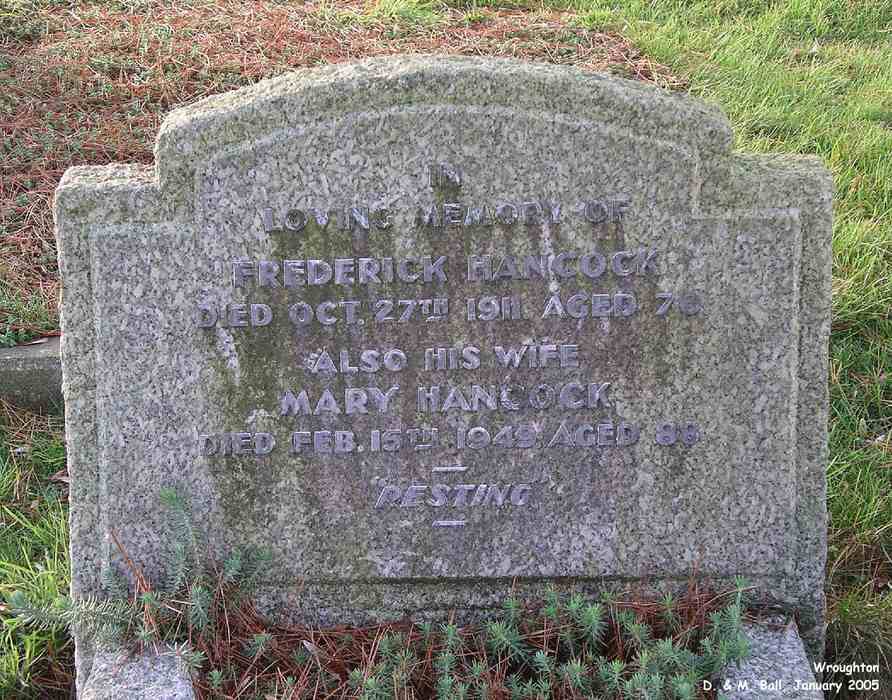 IN
LOVING MEMORY OF
FREDERICK HANCOCK
DIED OCT. 27TH 1911. AGED
ALSO HIS WIFE
MARY HANCOCK
DIED FEB. 15TH 1949. AGED 88
RESTING
Wroughton
D. & M. Ball, January 2005